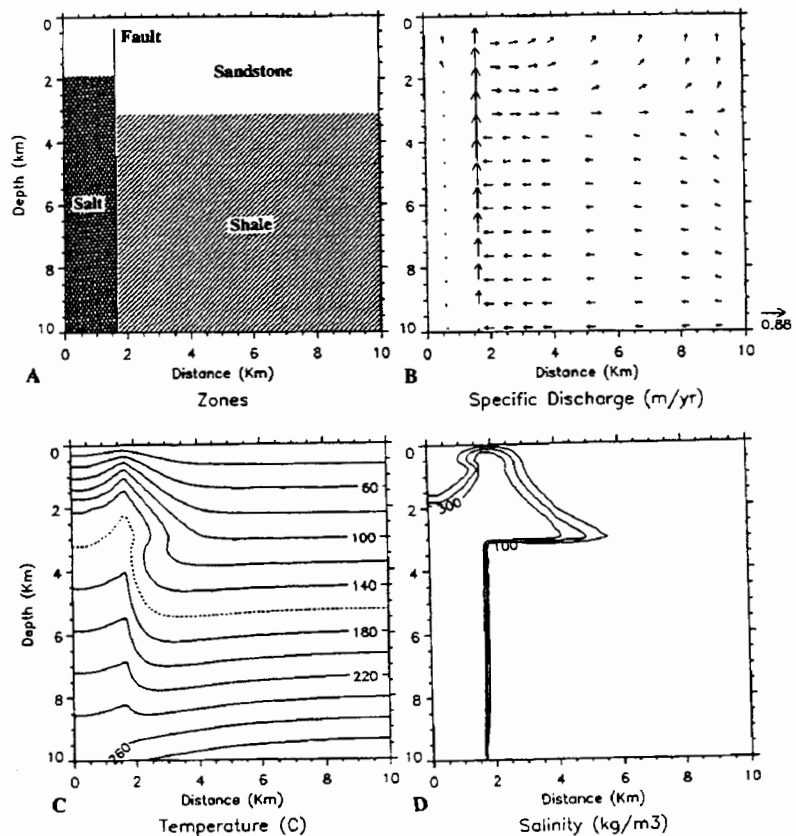 0
2
4
6
8
10
Depth (km)
Fault
Sandstone
Salt
Shale
0 2 4 6 8 10
Distance (Km)
A
Zones
0
2
4
6
8
10
0 2 4 6 8 10
Distance (Km)
0.88
B
Specific Discharge (m/yr)
0
2
4
6
8
10
Depth (Km)
60
100
140
180
220
260
0 2 4 6 8 10
Distance (Km)
C
Temperature (C)
0
2
4
6
8
10
300
100
0 2 4 6 8 10
Distance (Km)
D
Salinity (kg/m3)